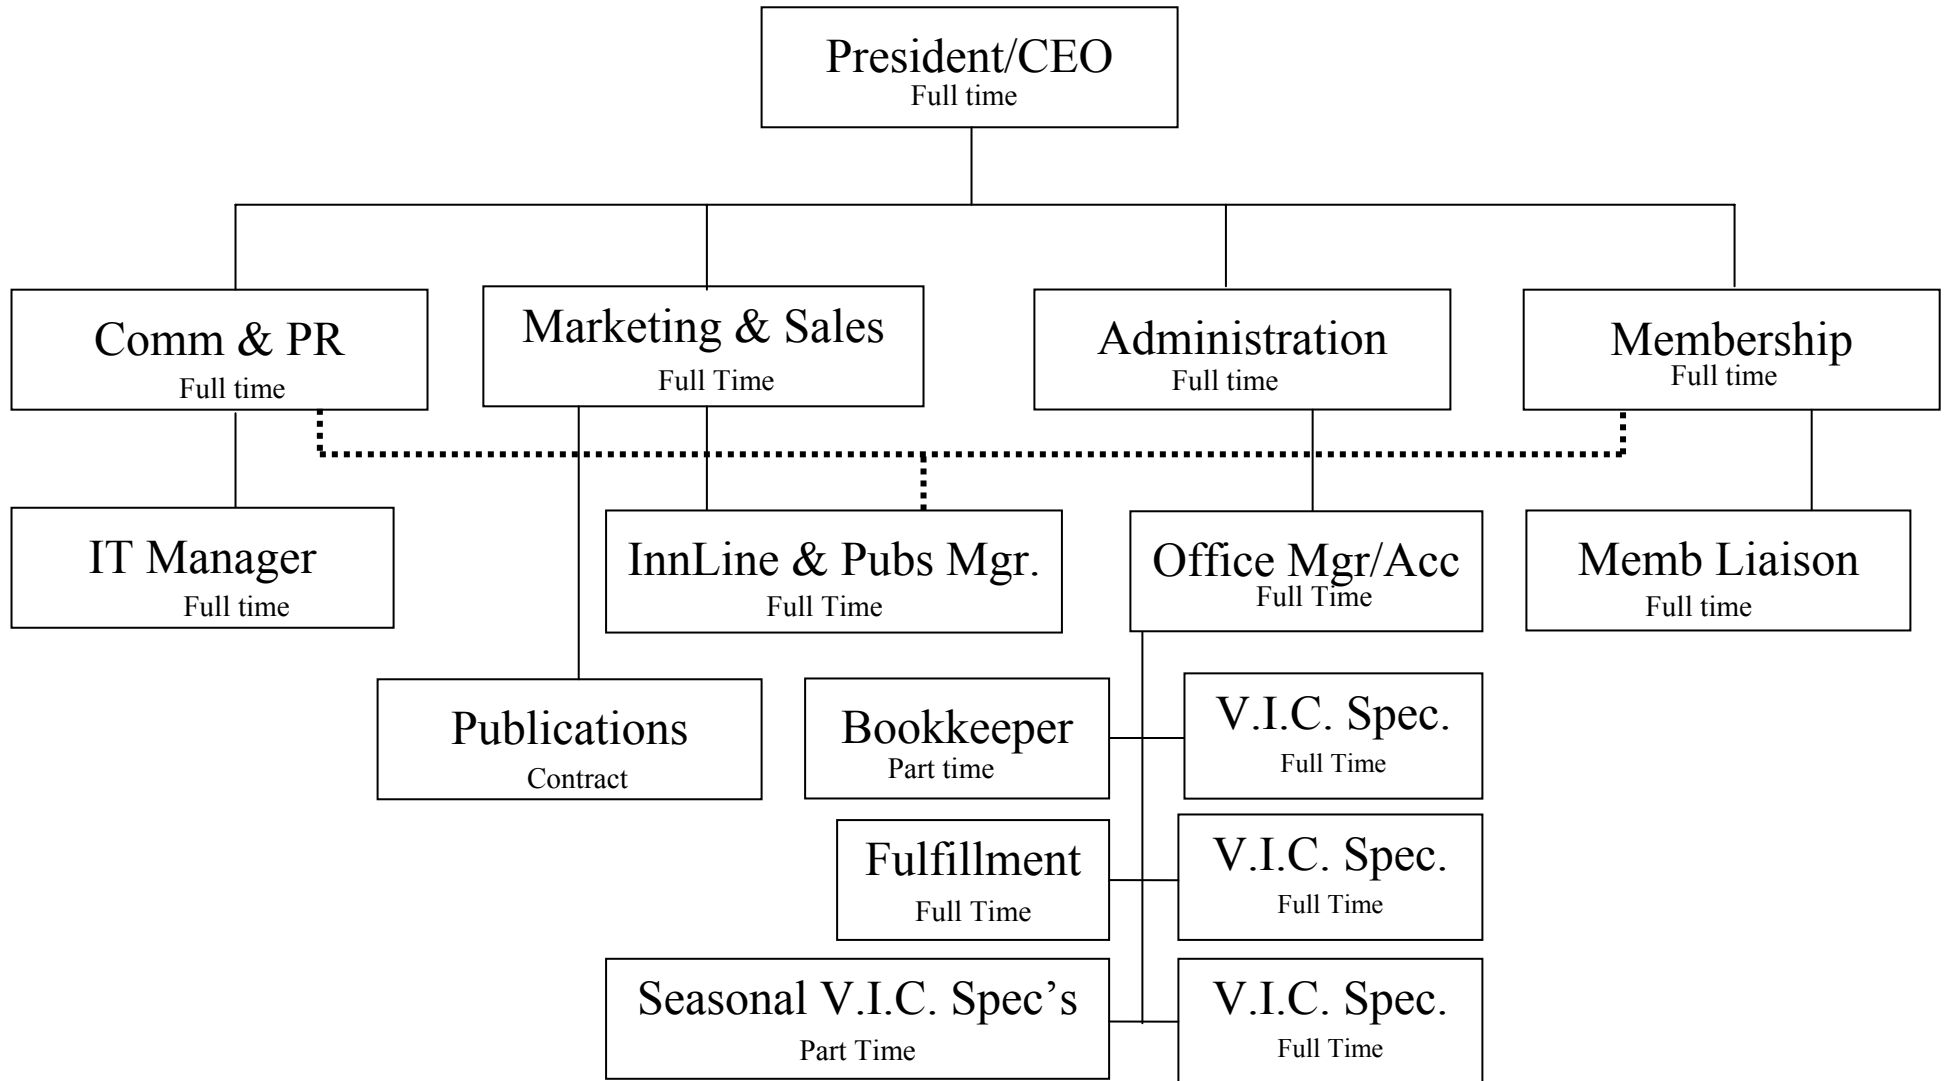 President/CEO
Full time
Comm & PR
Full time
Marketing & Sales
Full Time
Administration
Full time
Membership
Full time
IT Manager
Full time
InnLine & Pubs Mgr.
Full Time
Office Mgr/Acc
Full Time
Memb Liaison
Full time
Publications
Contract
Bookkeeper
Part time
V.I.C. Spec.
Full Time
Fulfillment
Full Time
V.I.C. Spec.
Full Time
Seasonal V.I.C. Spec’s
Part Time
V.I.C. Spec.
Full Time